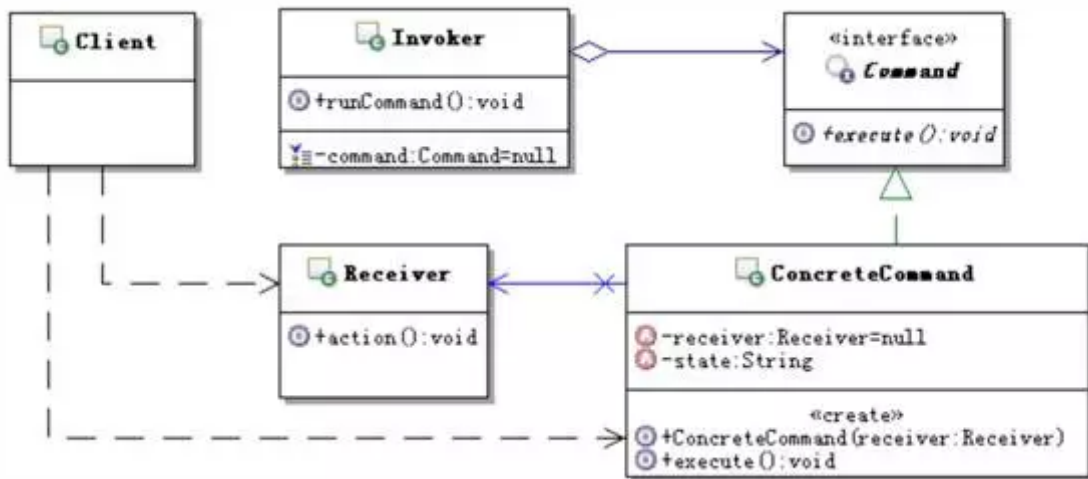 Client
Invoker
+runCommand():void
-command:Command=null
«interface»
Command
+execute():void
Receiver
+action():void
ConcreteCommand
-receiver:Receiver=null
-state:String
«create»
+ConcreteCommand(receiver:Receiver)
+execute():void